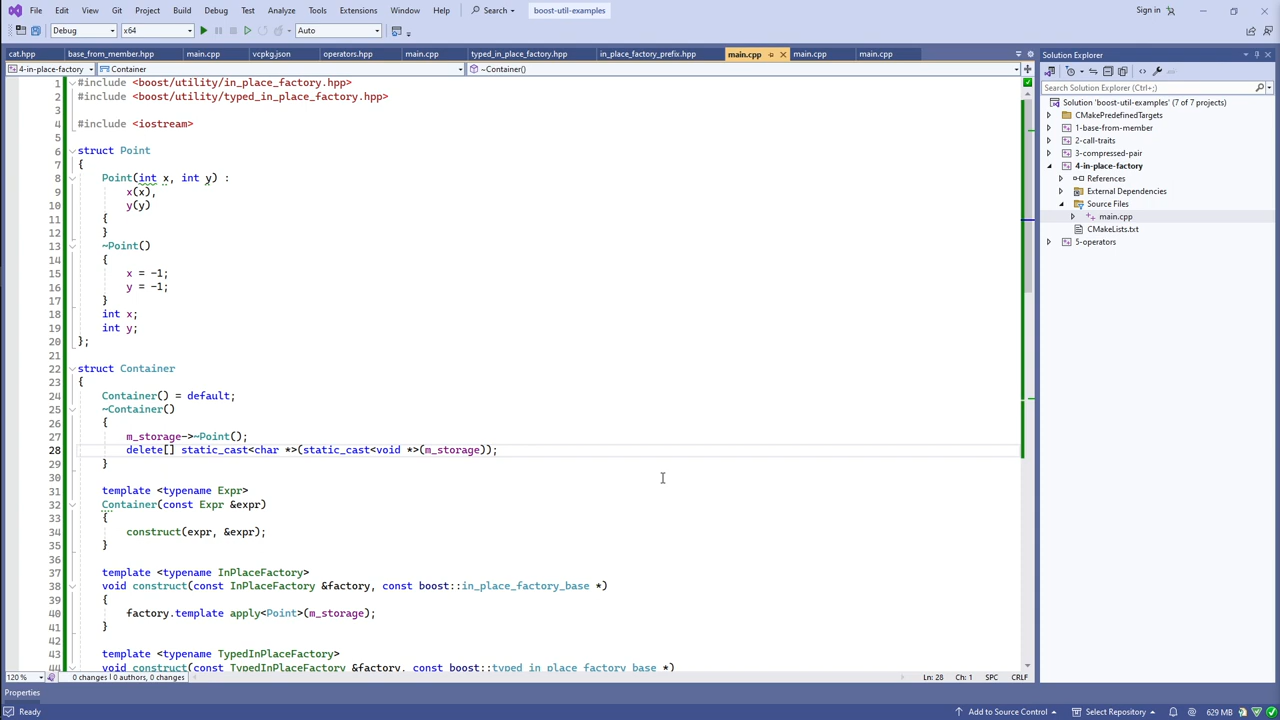 File Edit View Git Project Build Debug Test Analyze Tools Extensions Window Help Search boost-util-examples Sign in
Debug x64 Auto
cat.hpp base_from_member.hpp main.cpp vcpkg.json operators.hpp main.cpp typed_in_place_factory.hpp in_place_factory_prefix.hpp main.cpp main.cpp main.cpp
4-in-place-factory Container ~Container()
1 #include <boost/utility/in_place_factory.hpp>
2 #include <boost/utility/typed_in_place_factory.hpp>
3
4 #include <iostream>
5
6 struct Point
7 {
8 Point(int x, int y) :
9 x(x),
10 y(y)
11 {
12 }
13 ~Point()
14 {
15 x = -1;
16 y = -1;
17 }
18 int x;
19 int y;
20 };
21
22 struct Container
23 {
24 Container() = default;
25 ~Container()
26 {
27 m_storage->~Point();
28 delete[] static_cast<char *>(static_cast<void *>(m_storage));
29 }
30
31 template <typename Expr>
32 Container(const Expr &expr)
33 {
34 construct(expr, &expr);
35 }
36
37 template <typename InPlaceFactory>
38 void construct(const InPlaceFactory &factory, const boost::in_place_factory_base *)
39 {
40 factory.template apply<Point>(m_storage);
41 }
42
43 template <typename TypedInPlaceFactory>
44 void construct(const TypedInPlaceFactory &factory, const boost::typed_in_place_factory_base *)
120 % 0 changes | 0 authors, 0 changes Ln: 28 Ch: 1 SPC CRLF
Properties
Ready Add to Source Control Select Repository 629 MB
Solution Explorer
Search Solution Explorer (Ctrl+;)
Solution 'boost-util-examples' (7 of 7 projects)
CMakePredefinedTargets
1-base-from-member
2-call-traits
3-compressed-pair
4-in-place-factory
References
External Dependencies
Source Files
main.cpp
CMakeLists.txt
5-operators